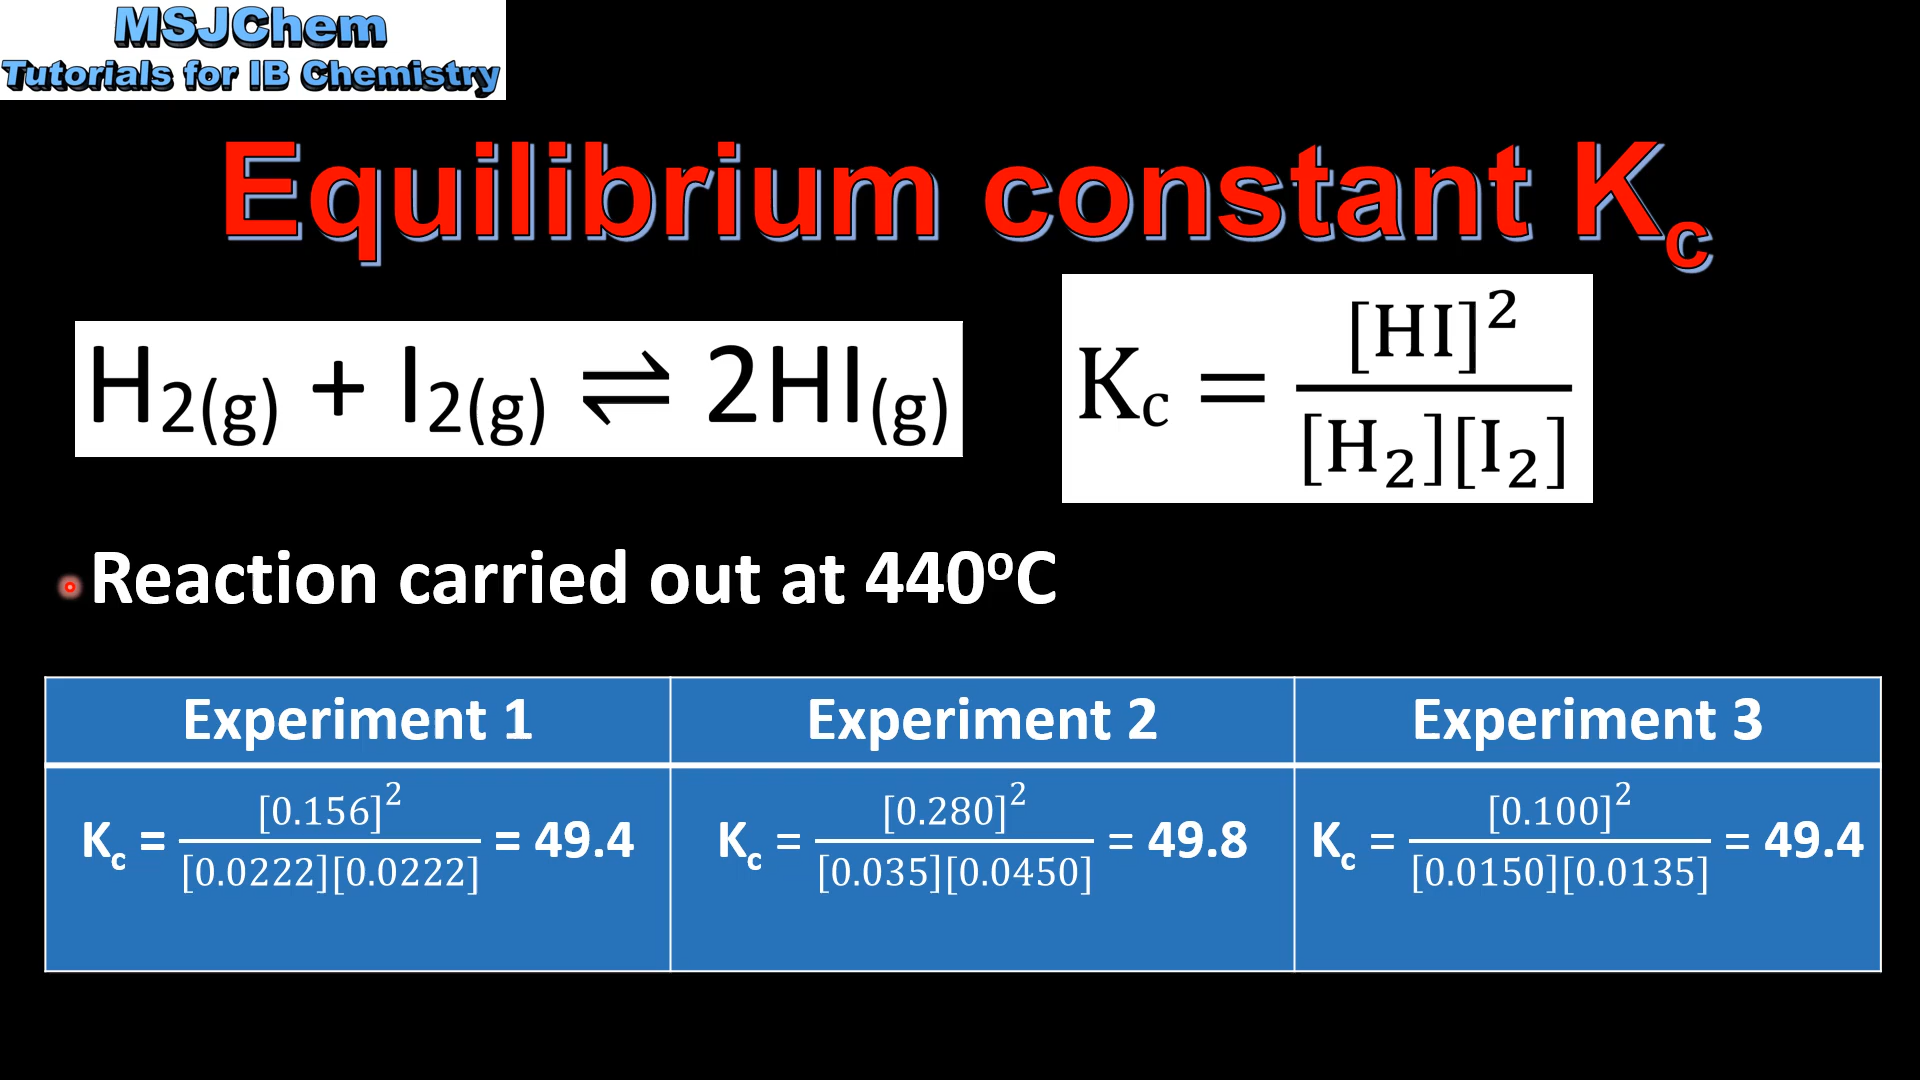 MSJChem
Tutorials for IB Chemistry
Equilibrium constant Kc
H2(g) + I2(g) ⇌ 2HI(g)
Kc = [HI]² / [H2][I2]
Reaction carried out at 440ºC
Experiment 1 Experiment 2 Experiment 3
Kc = [0.156]² / [0.0222][0.0222] = 49.4
Kc = [0.280]² / [0.035][0.0450] = 49.8
Kc = [0.100]² / [0.0150][0.0135] = 49.4